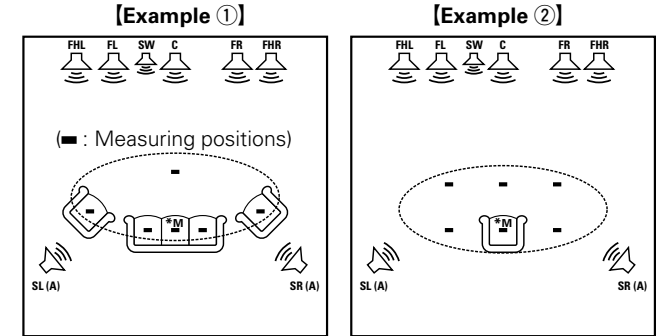 【Example ①】 【Example ②】
FHL FL SW C FR FHR FHL FL SW C FR FHR
(▬ : Measuring positions)
*M *M
SL (A) SR (A) SL (A) SR (A)